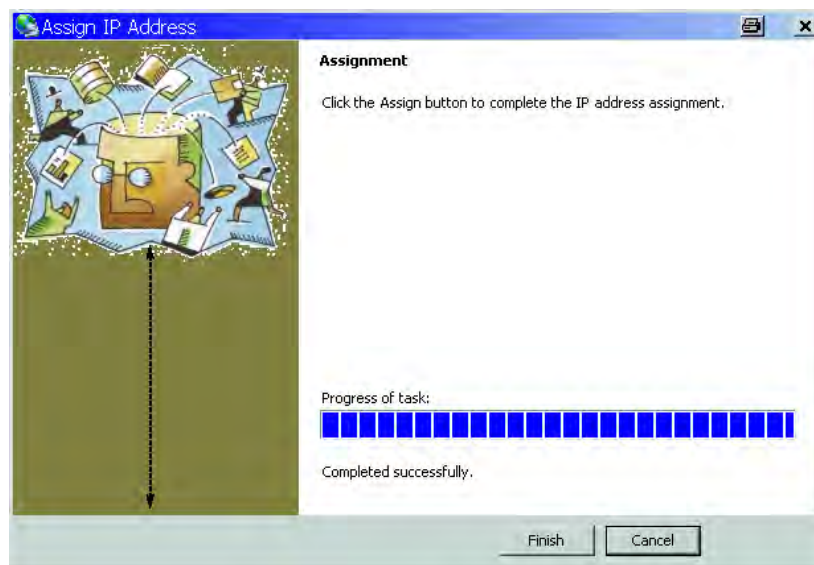 Assign IP Address
Assignment
Click the Assign button to complete the IP address assignment.
Progress of task:
Completed successfully.
Finish
Cancel